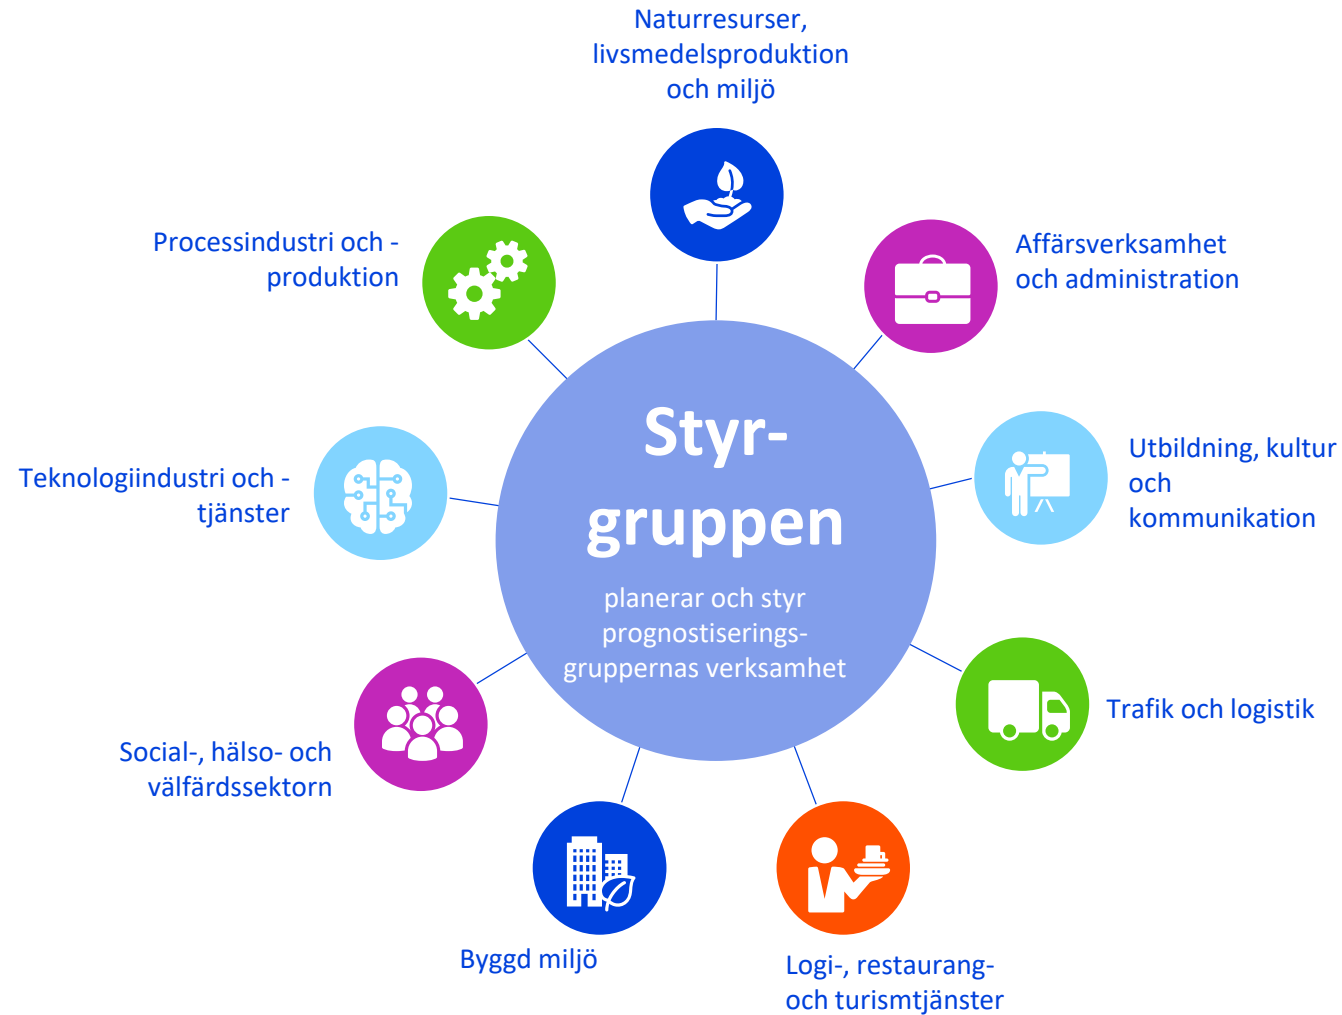 Naturresurser,
livsmedelsproduktion
och miljö
Affärsverksamhet
och administration
Utbildning, kultur
och
kommunikation
Trafik och logistik
Logi-, restaurang-
och turismtjänster
Byggd miljö
Social-, hälso- och
välfärdssektorn
Teknologiindustri och -
tjänster
Processindustri och -
produktion
Styr-
gruppen
planerar och styr
prognostiserings-
gruppernas verksamhet